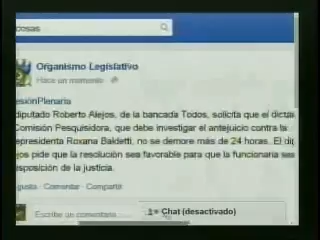 cosas
Organismo Legislativo
Hace un momento
esiónPlenaria
diputado Roberto Alejos, de la bancada Todos, solicita que el dictar
Comisión Pesquisidora, que debe investigar el antejuicio contra la
epresidenta Roxana Baldetti, no se demore más de 24 horas. El dip
jos pide que la resolución sea favorable para que la funcionaria sea
isposición de la justicia.
gusta · Comentar · Compartir
Escribe un comentario...
Chat (desactivado)